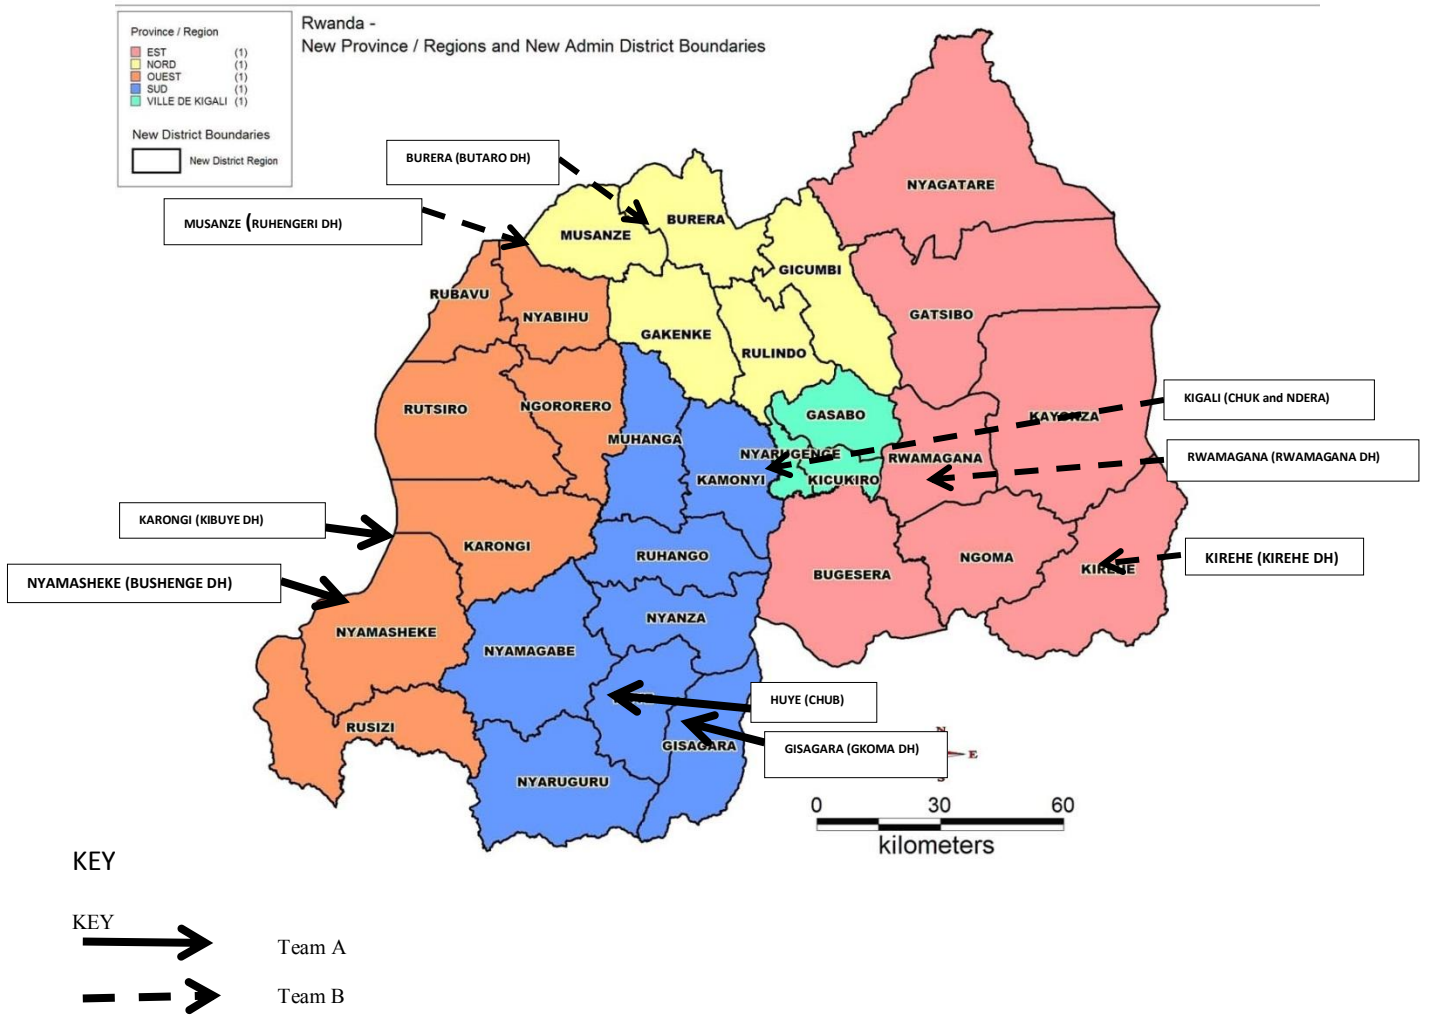 Rwanda -
New Province / Regions and New Admin District Boundaries
Province / Region
EST (1)
NORD (1)
OUEST (1)
SUD (1)
VILLE DE KIGALI (1)
New District Boundaries
New District Region
BURERA (BUTARO DH)
MUSANZE (RUHENGERI DH)
NYAGATARE
BURERA
MUSANZE
GICUMBI
RUBAVU
NYABIHU
GATSIBO
GAKENKE
RULINDO
KIGALI (CHUK and NDERA)
RUTSIRO
NGORORERO
GASABO
KAYONZA
MUHANGA
NYARUGENGE
RWAMAGANA
RWAMAGANA (RWAMAGANA DH)
KAMONYI
KICUKIRO
KARONGI (KIBUYE DH)
KARONGI
RUHANGO
NGOMA
KIREHE
KIREHE (KIREHE DH)
BUGESERA
NYAMASHEKE (BUSHENGE DH)
NYAMASHEKE
NYANZA
NYAMAGABE
HUYE (CHUB)
RUSIZI
GISAGARA
GISAGARA (GKOMA DH)
N
E
S
NYARUGURU
0 30 60
kilometers
KEY
KEY
Team A
Team B